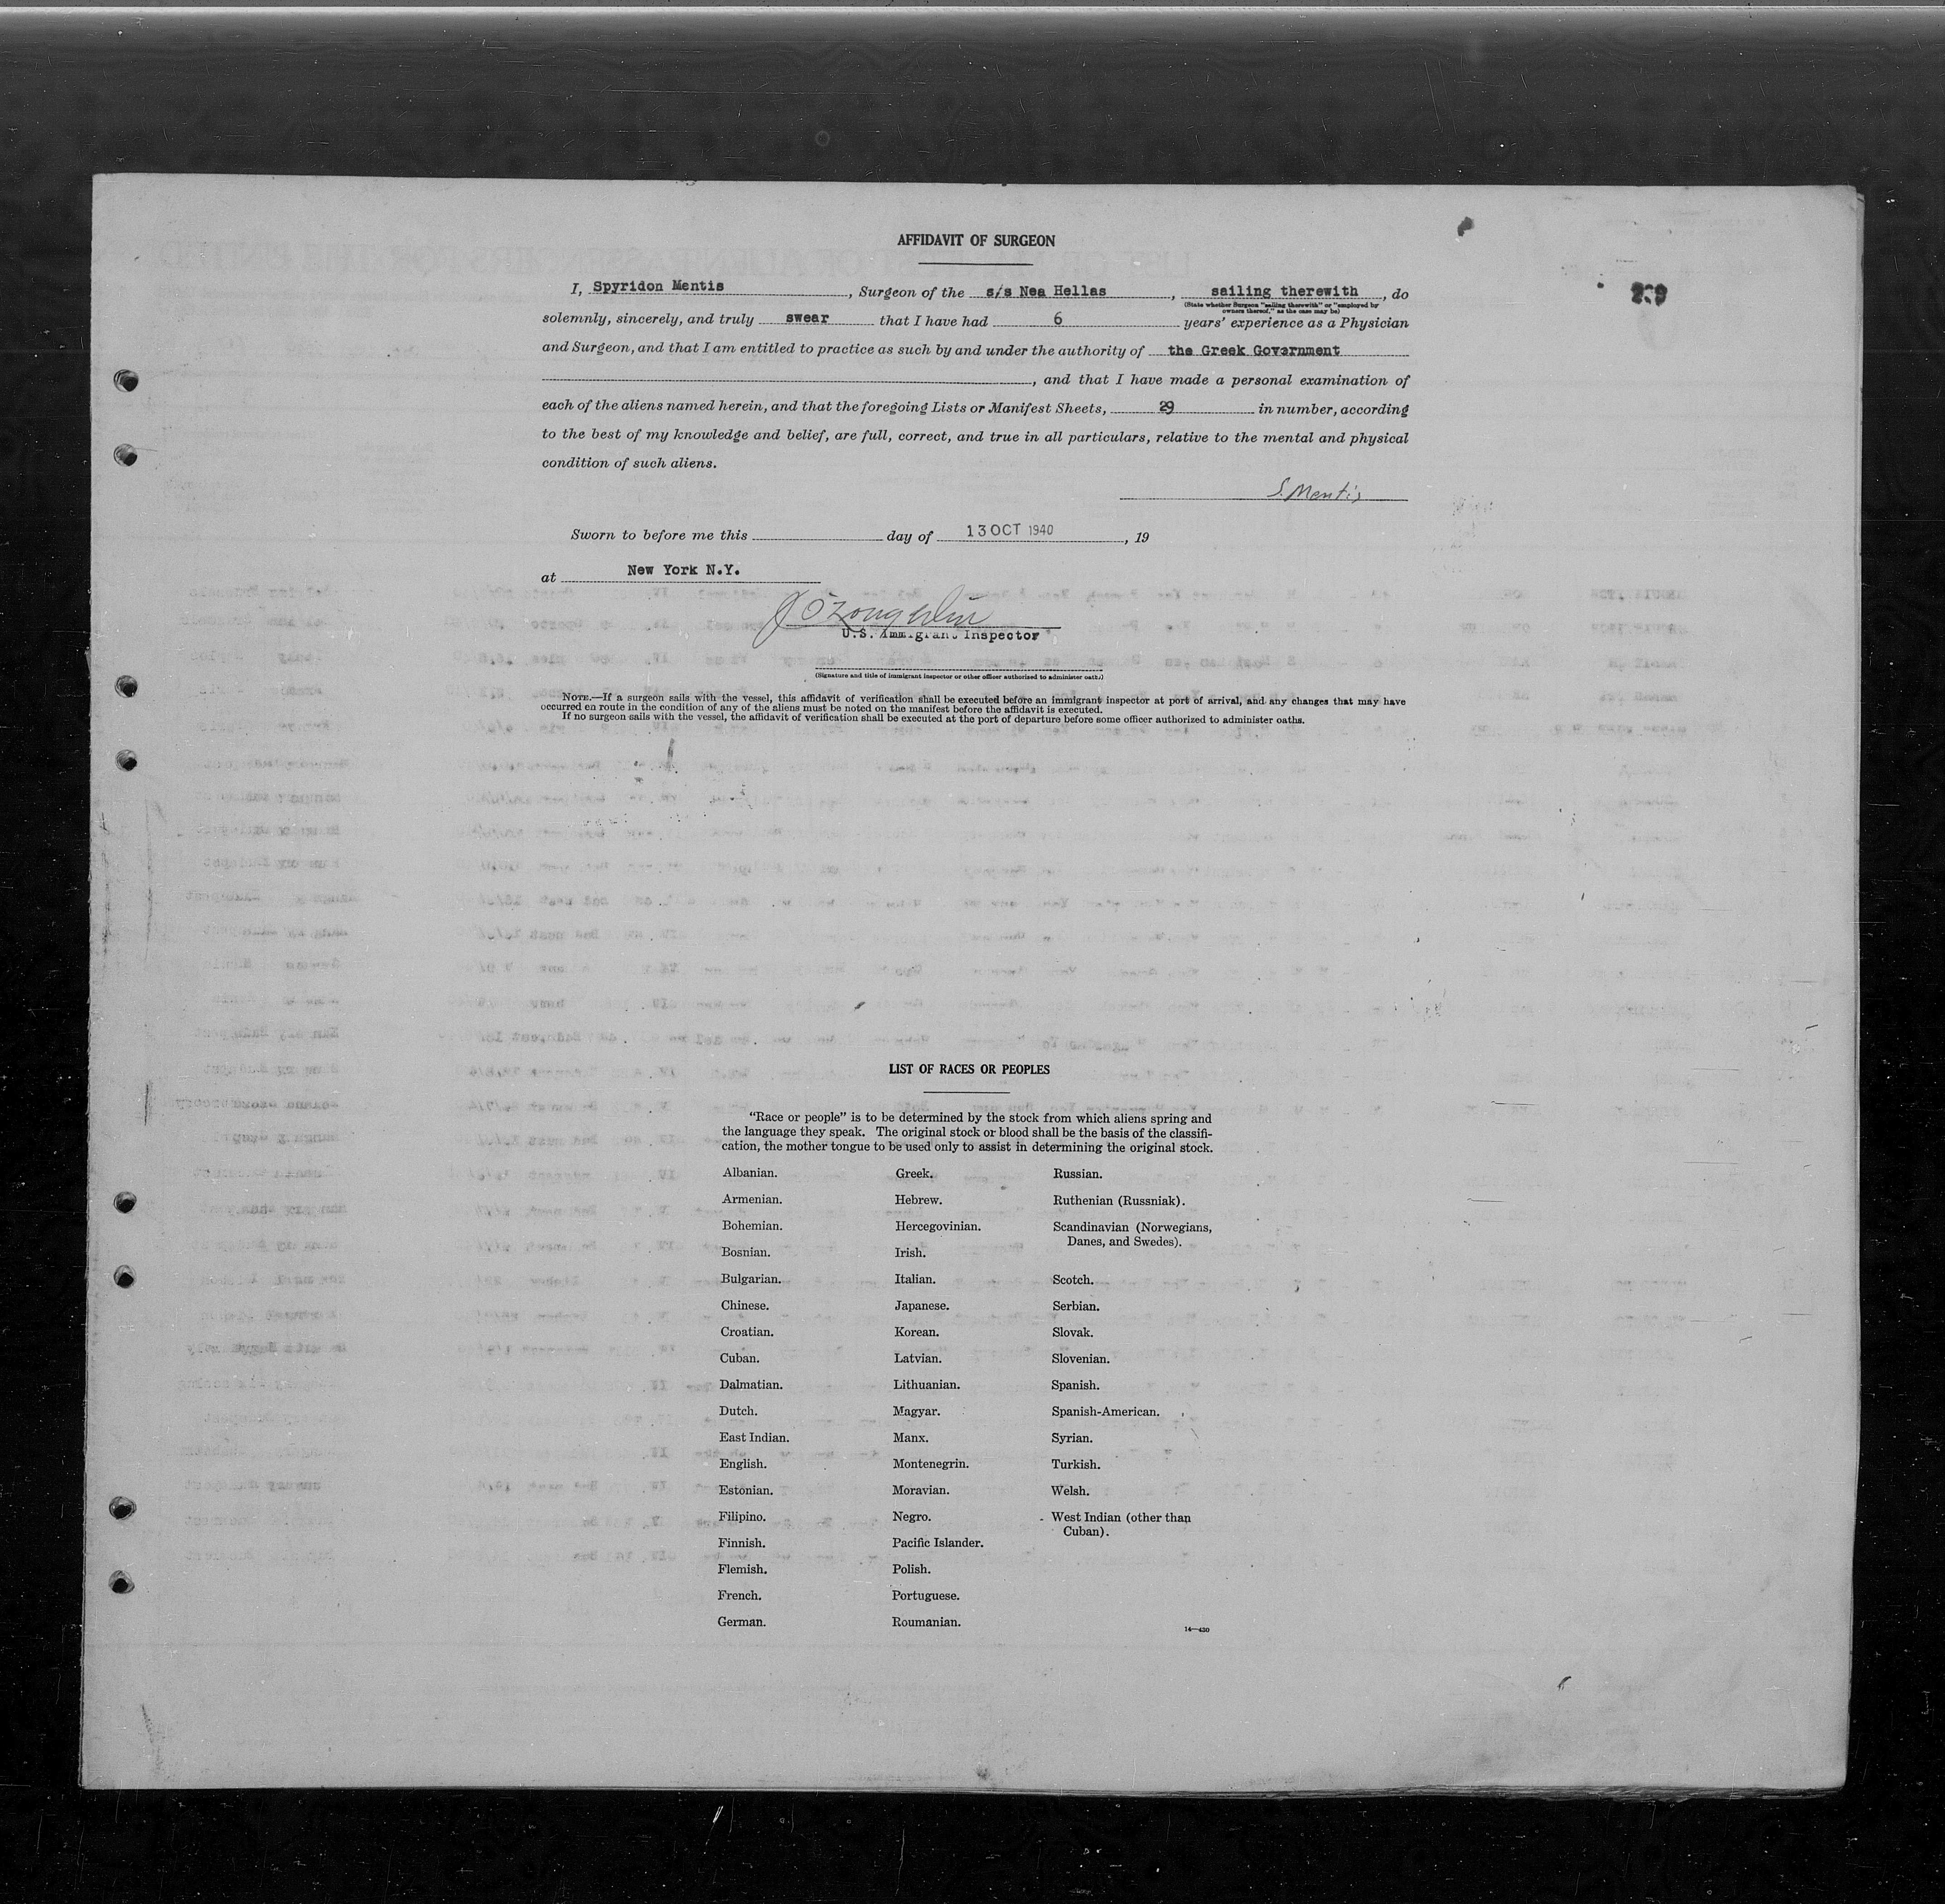 AFFIDAVIT OF SURGEON
I, Spyridon Mentis, Surgeon of the s/s Nea Hellas, sailing therewith, do
(State whether Surgeon "sailing therewith" or "employed by
owners thereof," as the case may be)
solemnly, sincerely, and truly swear that I have had 6 years' experience as a Physician
and Surgeon, and that I am entitled to practice as such by and under the authority of the Greek Government
, and that I have made a personal examination of
each of the aliens named herein, and that the foregoing Lists or Manifest Sheets, 29 in number, according
to the best of my knowledge and belief, are full, correct, and true in all particulars, relative to the mental and physical
condition of such aliens.
S. Mentis
Sworn to before me this day of 13 OCT 1940, 19
at New York N.Y.
U.S. Immigrant Inspector
(Signature and title of immigrant inspector or other officer authorized to administer oaths)
NOTE.—If a surgeon sails with the vessel, this affidavit of verification shall be executed before an immigrant inspector at port of arrival, and any changes that may have
occurred en route in the condition of any of the aliens must be noted on the manifest before the affidavit is executed.
If no surgeon sails with the vessel, the affidavit of verification shall be executed at the port of departure before some officer authorized to administer oaths.
LIST OF RACES OR PEOPLES
"Race or people" is to be determined by the stock from which aliens spring and
the language they speak. The original stock or blood shall be the basis of the classifi-
cation, the mother tongue to be used only to assist in determining the original stock.
Albanian.
Armenian.
Bohemian.
Bosnian.
Bulgarian.
Chinese.
Croatian.
Cuban.
Dalmatian.
Dutch.
East Indian.
English.
Estonian.
Filipino.
Finnish.
Flemish.
French.
German.
Greek.
Hebrew.
Hercegovinian.
Irish.
Italian.
Japanese.
Korean.
Latvian.
Lithuanian.
Magyar.
Manx.
Montenegrin.
Moravian.
Negro.
Pacific Islander.
Polish.
Portuguese.
Roumanian.
Russian.
Ruthenian (Russniak).
Scandinavian (Norwegians,
Danes, and Swedes).
Scotch.
Serbian.
Slovak.
Slovenian.
Spanish.
Spanish-American.
Syrian.
Turkish.
Welsh.
West Indian (other than
Cuban).
14—430